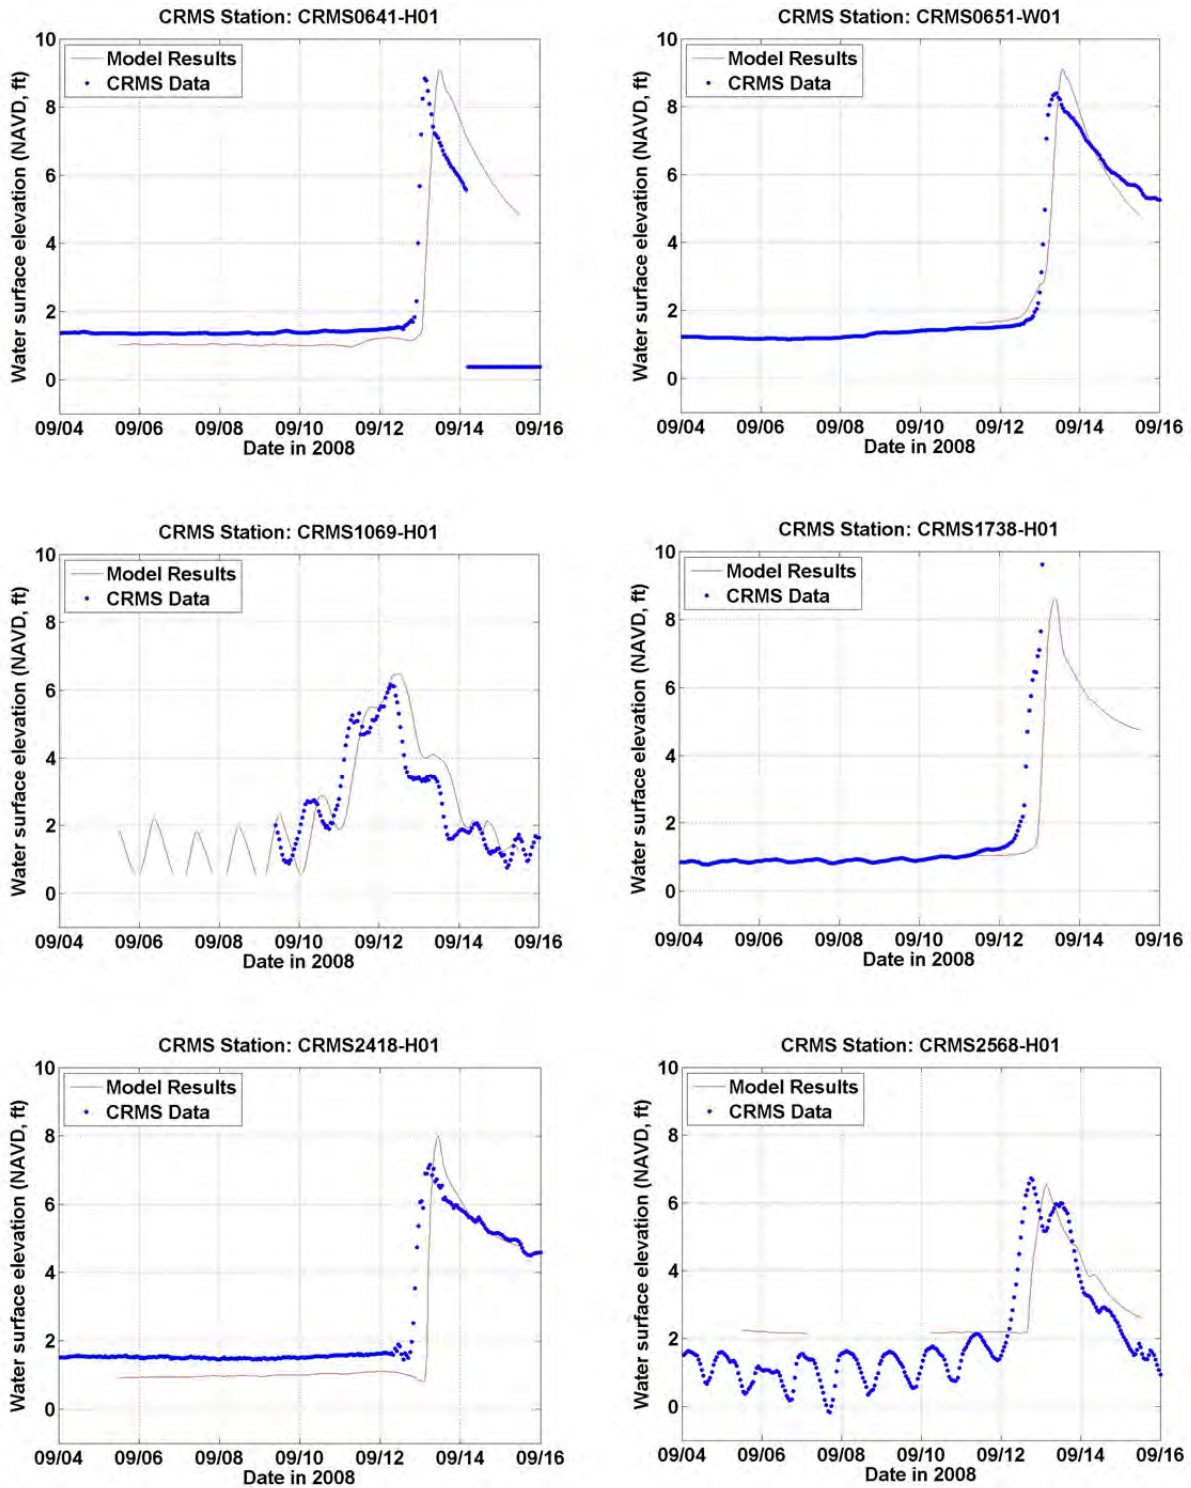 CRMS Station: CRMS0641-H01
Model Results
CRMS Data
Water surface elevation (NAVD, ft)
10
8
6
4
2
0
09/04 09/06 09/08 09/10 09/12 09/14 09/16
Date in 2008
CRMS Station: CRMS0651-W01
Model Results
CRMS Data
Water surface elevation (NAVD, ft)
10
8
6
4
2
0
09/04 09/06 09/08 09/10 09/12 09/14 09/16
Date in 2008
CRMS Station: CRMS1069-H01
Model Results
CRMS Data
Water surface elevation (NAVD, ft)
10
8
6
4
2
0
09/04 09/06 09/08 09/10 09/12 09/14 09/16
Date in 2008
CRMS Station: CRMS1738-H01
Model Results
CRMS Data
Water surface elevation (NAVD, ft)
10
8
6
4
2
0
09/04 09/06 09/08 09/10 09/12 09/14 09/16
Date in 2008
CRMS Station: CRMS2418-H01
Model Results
CRMS Data
Water surface elevation (NAVD, ft)
10
8
6
4
2
0
09/04 09/06 09/08 09/10 09/12 09/14 09/16
Date in 2008
CRMS Station: CRMS2568-H01
Model Results
CRMS Data
Water surface elevation (NAVD, ft)
10
8
6
4
2
0
09/04 09/06 09/08 09/10 09/12 09/14 09/16
Date in 2008